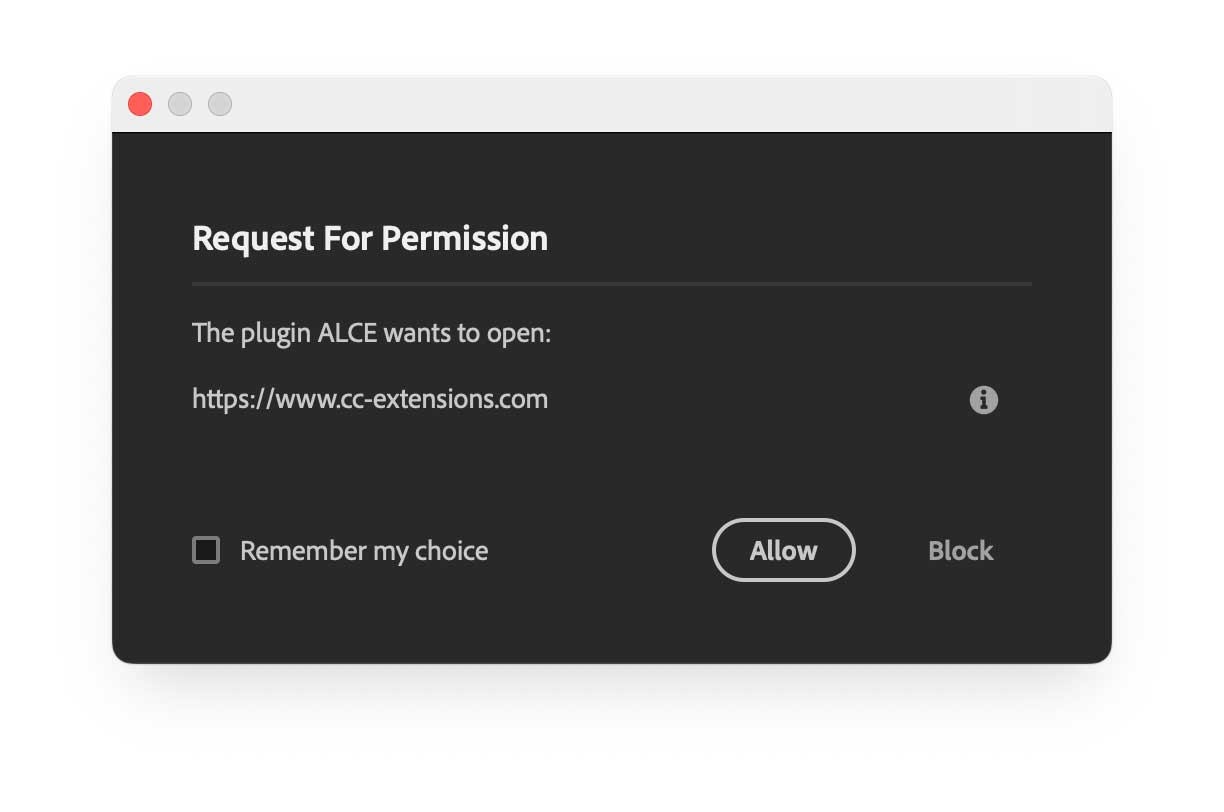 Request For Permission
The plugin ALCE wants to open:
https://www.cc-extensions.com
Remember my choice
Allow
Block